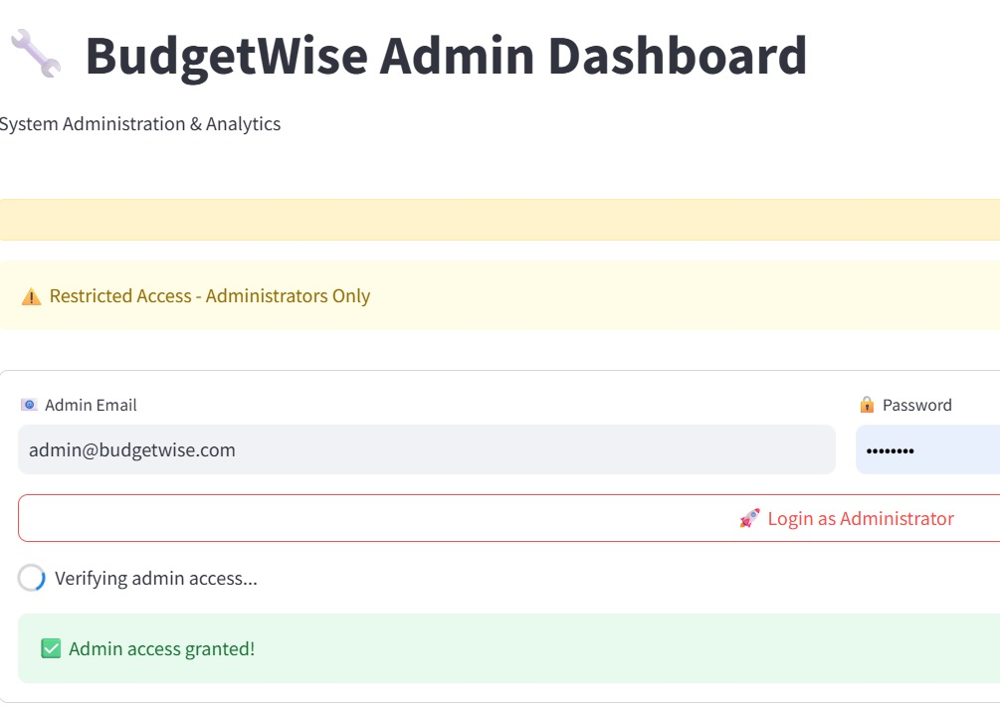 BudgetWise Admin Dashboard
System Administration & Analytics
Restricted Access - Administrators Only
Admin Email
Password
admin@budgetwise.com
••••••••
Login as Administrator
Verifying admin access...
Admin access granted!